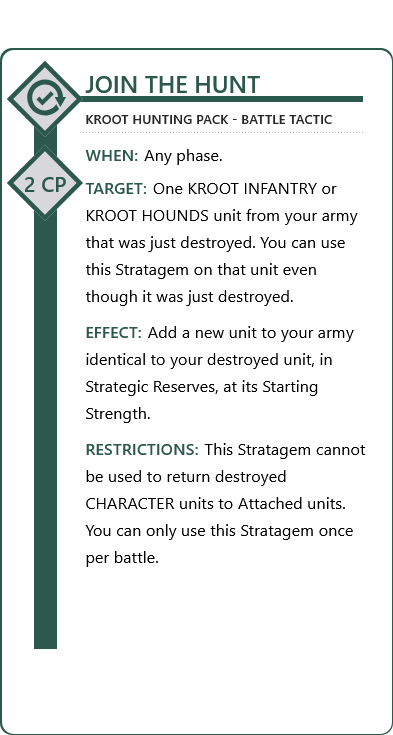 JOIN THE HUNT
KROOT HUNTING PACK - BATTLE TACTIC
WHEN: Any phase.
2 CP
TARGET: One KROOT INFANTRY or
KROOT HOUNDS unit from your army
that was just destroyed. You can use
this Stratagem on that unit even
though it was just destroyed.
EFFECT: Add a new unit to your army
identical to your destroyed unit, in
Strategic Reserves, at its Starting
Strength.
RESTRICTIONS: This Stratagem cannot
be used to return destroyed
CHARACTER units to Attached units.
You can only use this Stratagem once
per battle.